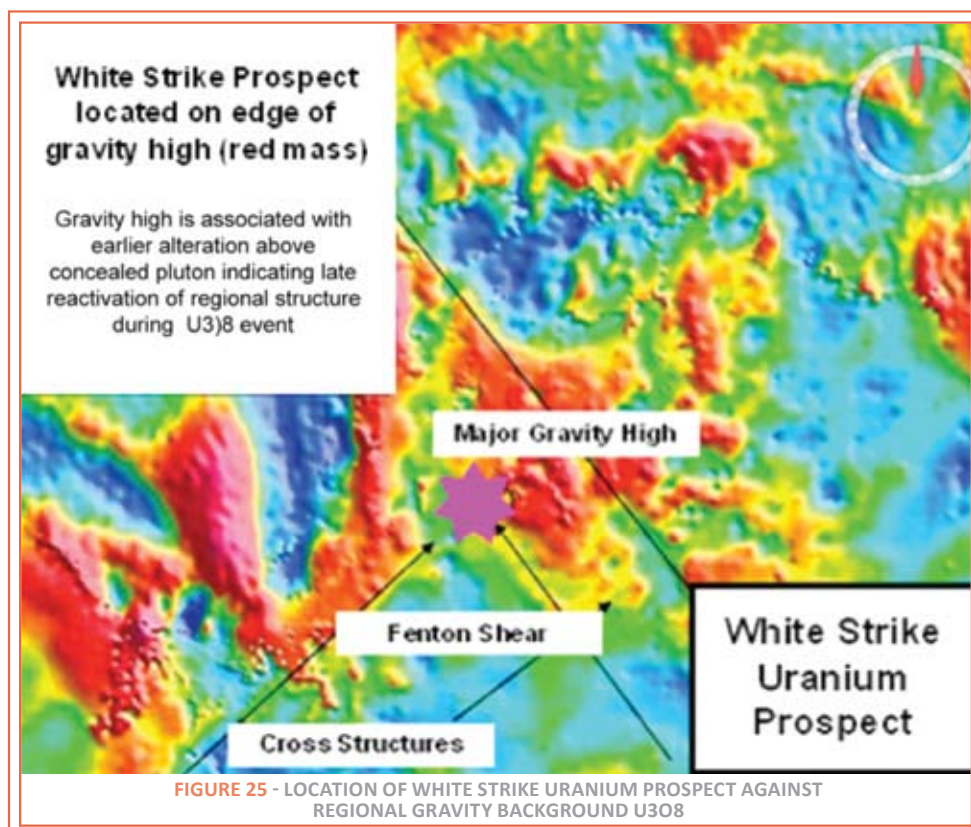 White Strike Prospect
located on edge of
gravity high (red mass)
Gravity high is associated with
earlier alteration above
concealed pluton indicating late
reactivation of regional structure
during U3)8 event
Major Gravity High
Fenton Shear
Cross Structures
White Strike
Uranium
Prospect
FIGURE 25 - LOCATION OF WHITE STRIKE URANIUM PROSPECT AGAINST
REGIONAL GRAVITY BACKGROUND U3O8